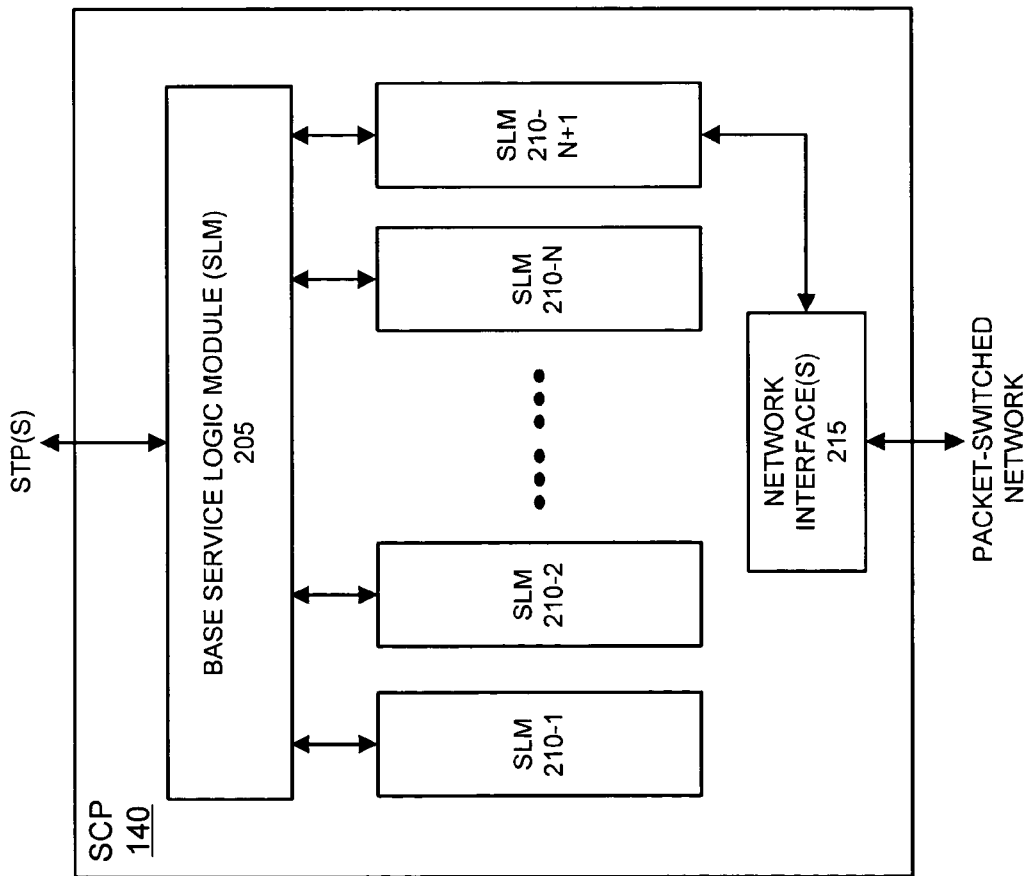 SCP
140
STP(S)
BASE SERVICE LOGIC MODULE (SLM)
205
SLM
210-1
SLM
210-2
SLM
210-N
SLM
210-
N+1
NETWORK
INTERFACE(S)
215
PACKET-SWITCHED
NETWORK